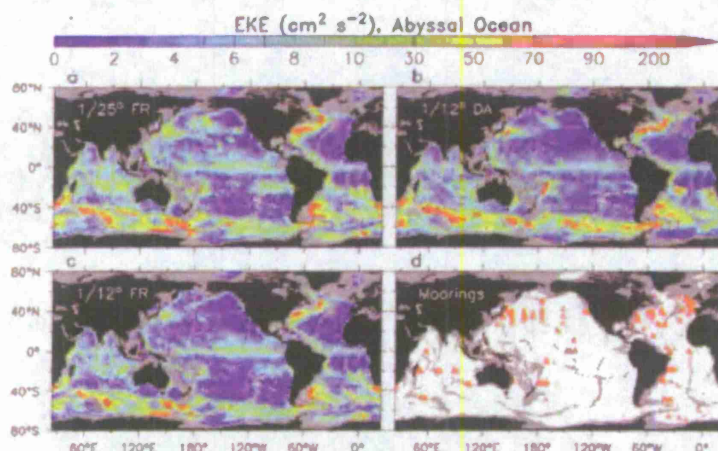 EKE (cm² s⁻²), Abyssal Ocean
0 2 4 6 8 10 30 50 70 90 200
a b
80°N 1/25° FR 1/12° DA
40°N
0°
40°S
80°S
c d
80°N 1/12° FR Moorings
40°N
0°
40°S
80°S
60°E 120°E 180° 120°W 60°W 0° 60°E 120°E 180° 120°W 60°W 0°